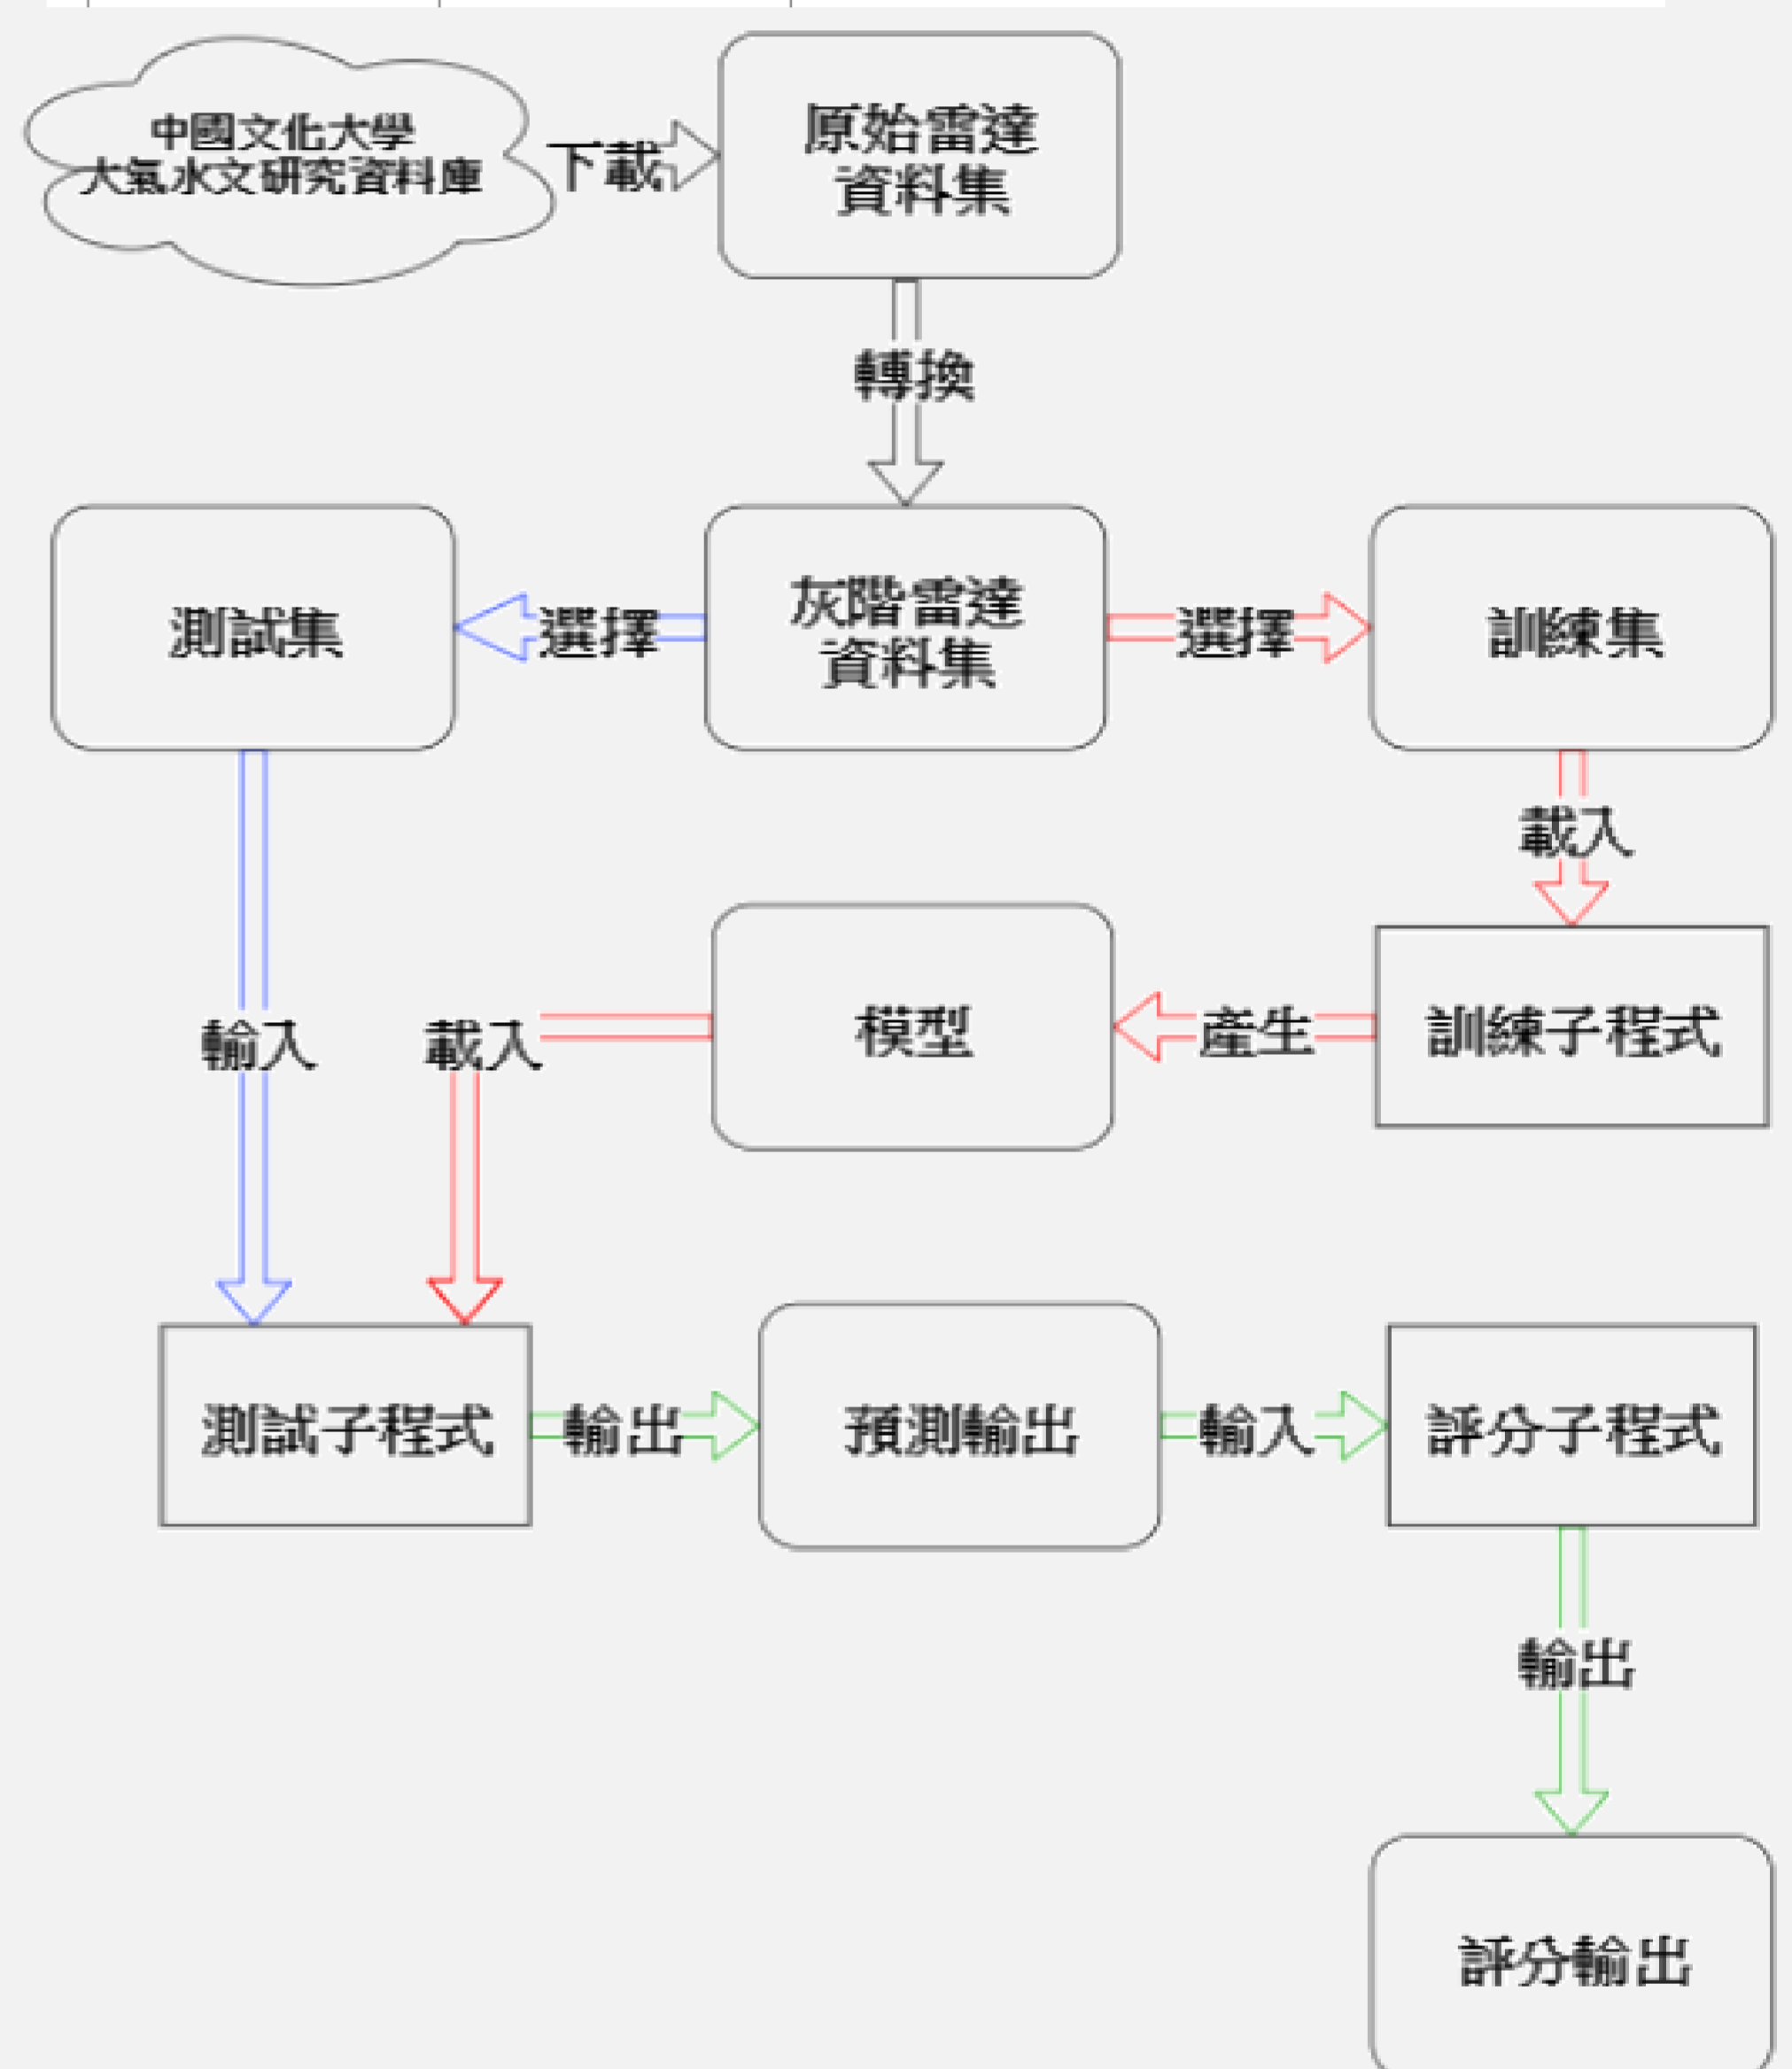 中國文化大學
大氣水文研究資料庫
下載
原始雷達
資料集
轉換
測試集
選擇
灰階雷達
資料集
選擇
訓練集
載入
輸入
載入
模型
產生
訓練子程式
測試子程式
輸出
預測輸出
輸入
評分子程式
輸出
評分輸出